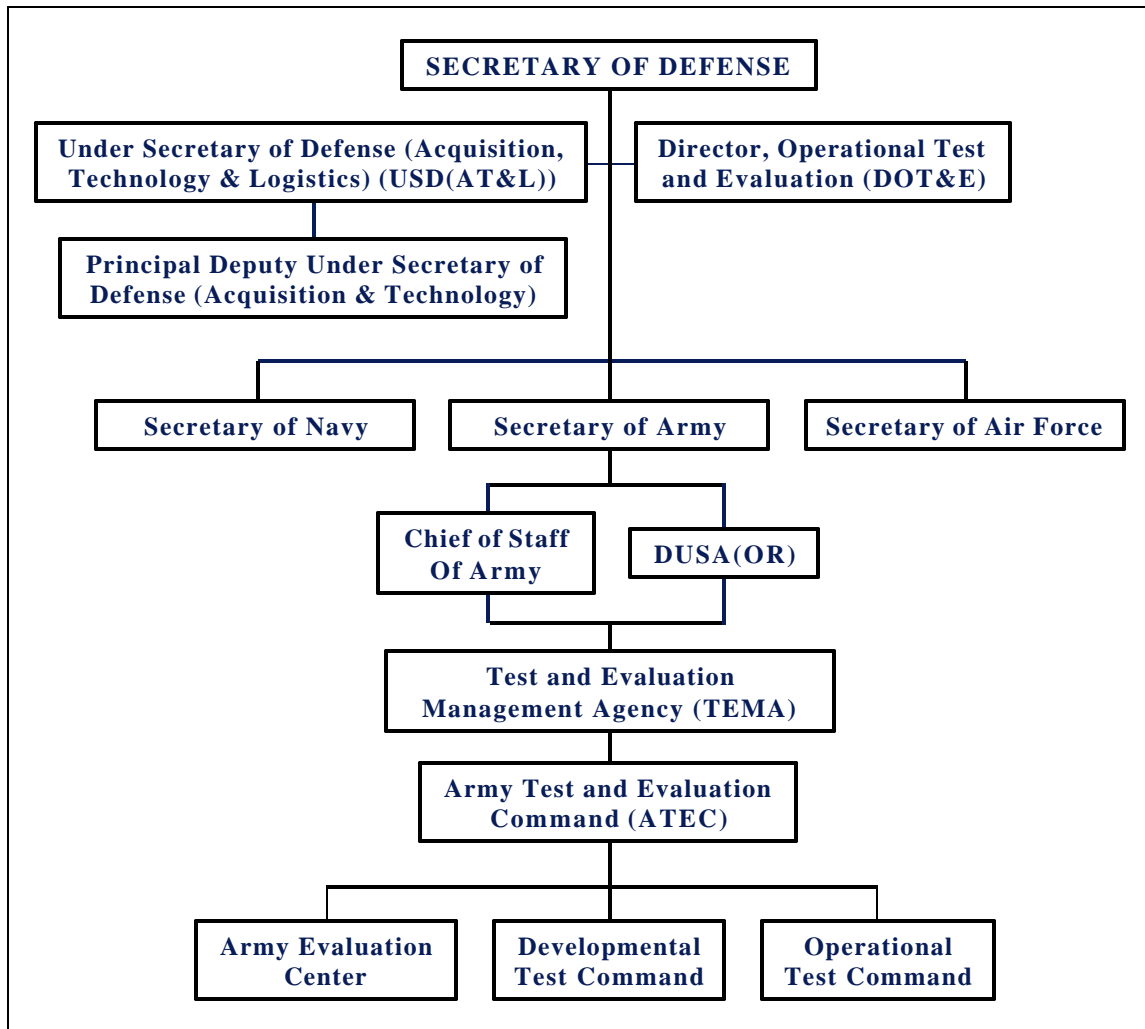 SECRETARY OF DEFENSE
Under Secretary of Defense (Acquisition,
Technology & Logistics) (USD(AT&L))
Director, Operational Test
and Evaluation (DOT&E)
Principal Deputy Under Secretary of
Defense (Acquisition & Technology)
Secretary of Navy
Secretary of Army
Secretary of Air Force
Chief of Staff
Of Army
DUSA(OR)
Test and Evaluation
Management Agency (TEMA)
Army Test and Evaluation
Command (ATEC)
Army Evaluation
Center
Developmental
Test Command
Operational
Test Command